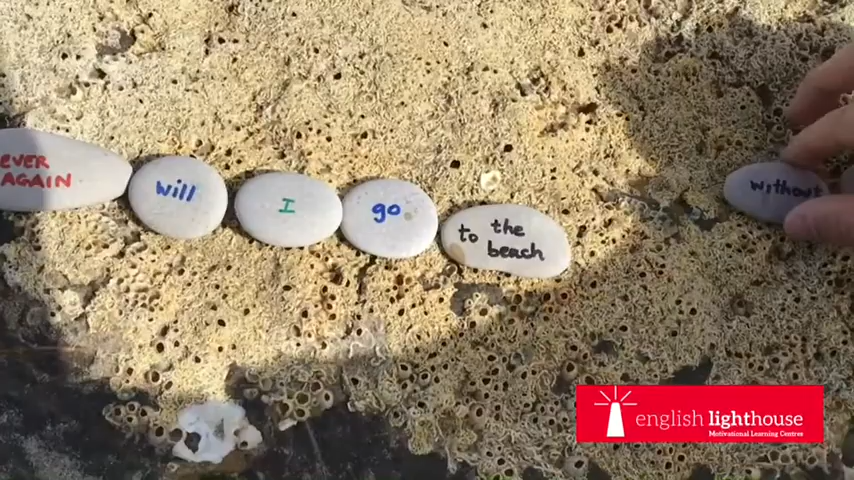 EVER
AGAIN
will
I
go
to the
beach
without
english lighthouse
Motivational Learning Centres